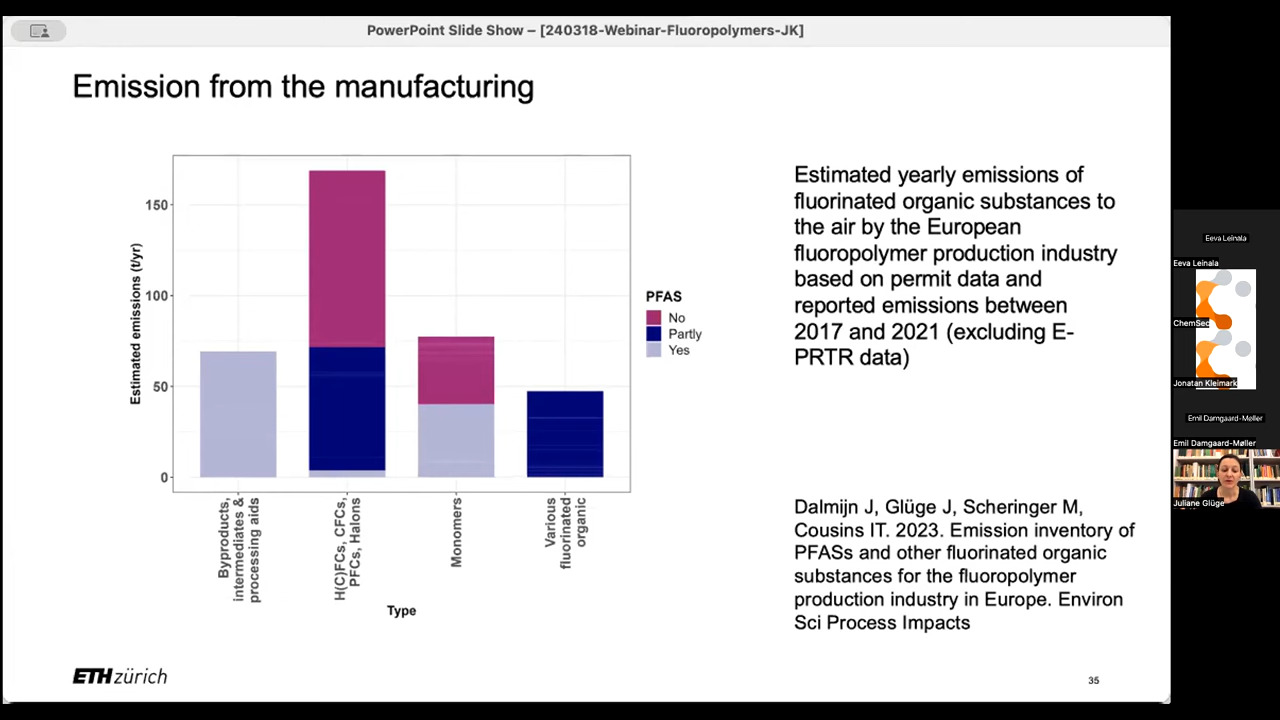 PowerPoint Slide Show – [240318-Webinar-Fluoropolymers-JK]
Emission from the manufacturing
Estimated emissions (t/yr)
150
100
50
0
Byproducts,
intermediates &
processing aids
H(C)FCs, CFCs,
PFCs, Halons
Monomers
Various
fluorinated
organic
Type
PFAS
No
Partly
Yes
Estimated yearly emissions of
fluorinated organic substances to
the air by the European
fluoropolymer production industry
based on permit data and
reported emissions between
2017 and 2021 (excluding E-
PRTR data)
Dalmijn J, Glüge J, Scheringer M,
Cousins IT. 2023. Emission inventory of
PFASs and other fluorinated organic
substances for the fluoropolymer
production industry in Europe. Environ
Sci Process Impacts
ETH zürich
35
Eeva Leinala
Eeva Leinala
ChemSec
Jonatan Kleimark
Emil Damgaard-Møller
Emil Damgaard-Møller
Juliane Glüge